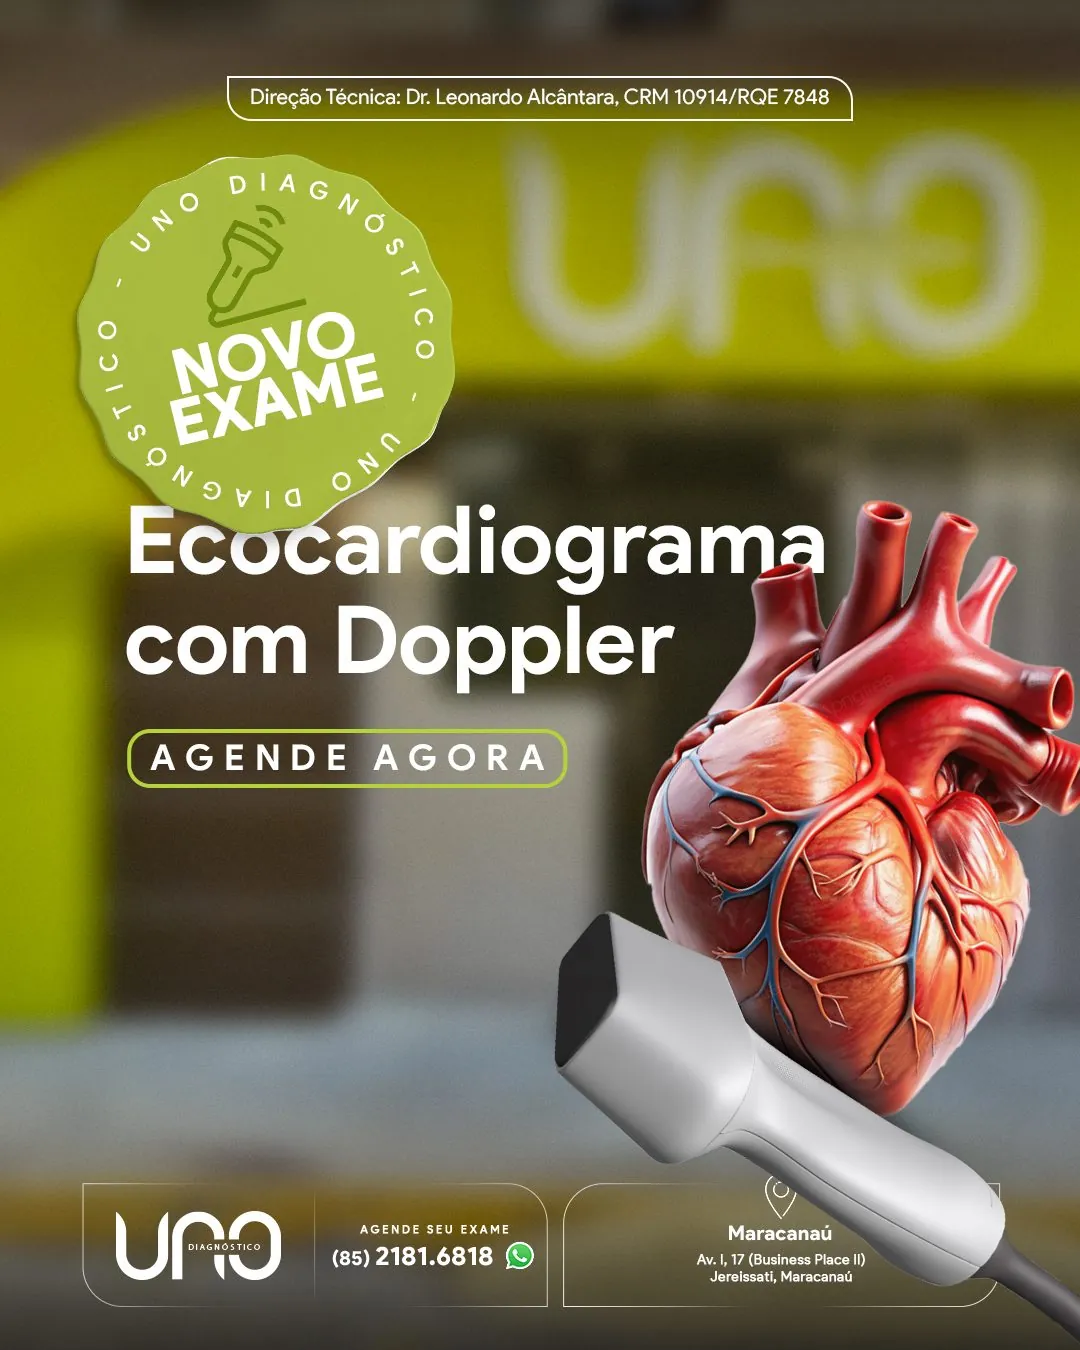 Direção Técnica: Dr. Leonardo Alcântara, CRM 10914/RQE 7848
UNO
UNO DIAGNÓSTICO - UNO DIAGNÓSTICO -
NOVO
EXAME
Ecocardiograma
com Doppler
AGENDE AGORA
UNO
DIAGNÓSTICO
AGENDE SEU EXAME
(85) 2181.6818
Maracanaú
Av. I, 17 (Business Place II)
Jereissati, Maracanaú